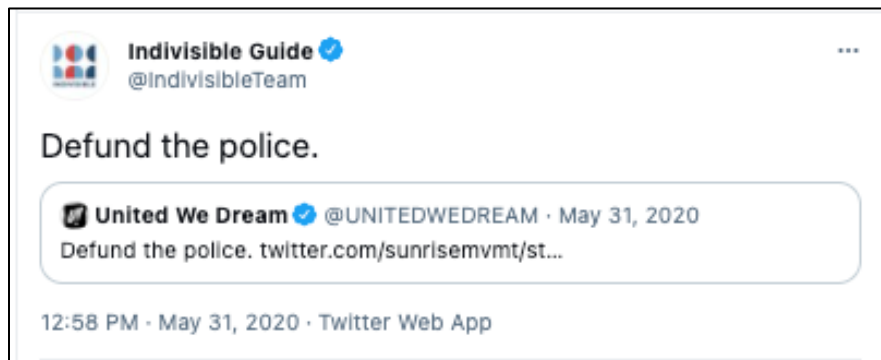 Indivisible Guide
@IndivisibleTeam
Defund the police.
United We Dream @UNITEDWEDREAM · May 31, 2020
Defund the police. twitter.com/sunrisemvmt/st...
12:58 PM · May 31, 2020 · Twitter Web App